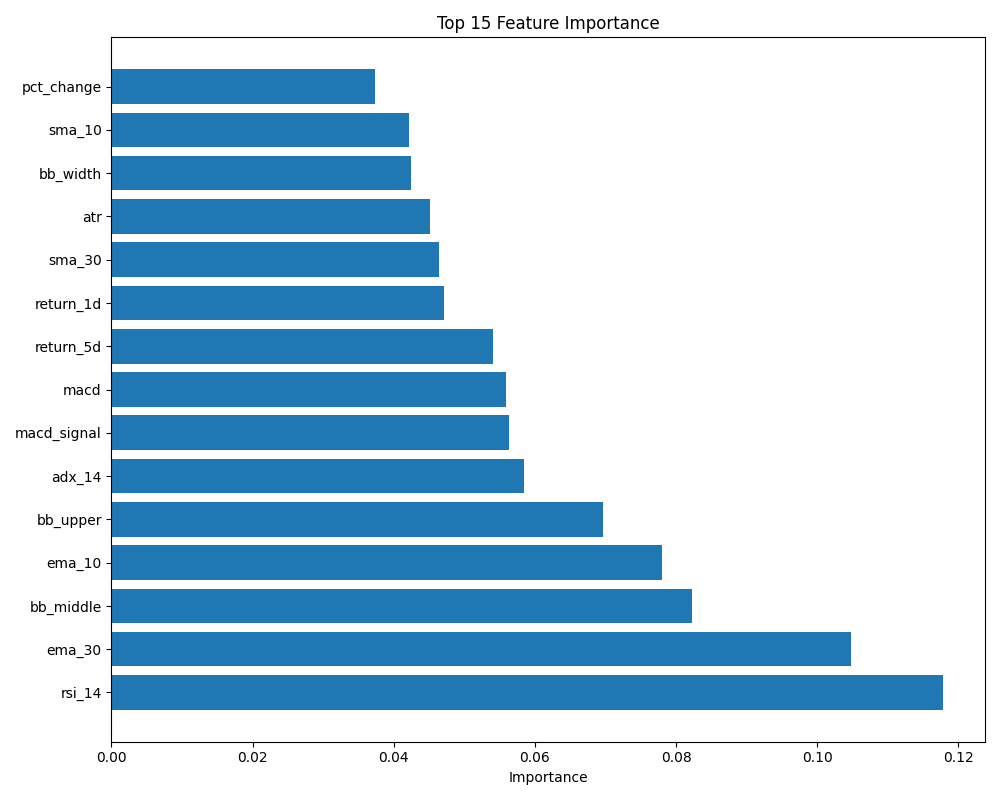 Top 15 Feature Importance
pct_change
sma_10
bb_width
atr
sma_30
return_1d
return_5d
macd
macd_signal
adx_14
bb_upper
ema_10
bb_middle
ema_30
rsi_14
0.00 0.02 0.04 0.06 0.08 0.10 0.12
Importance